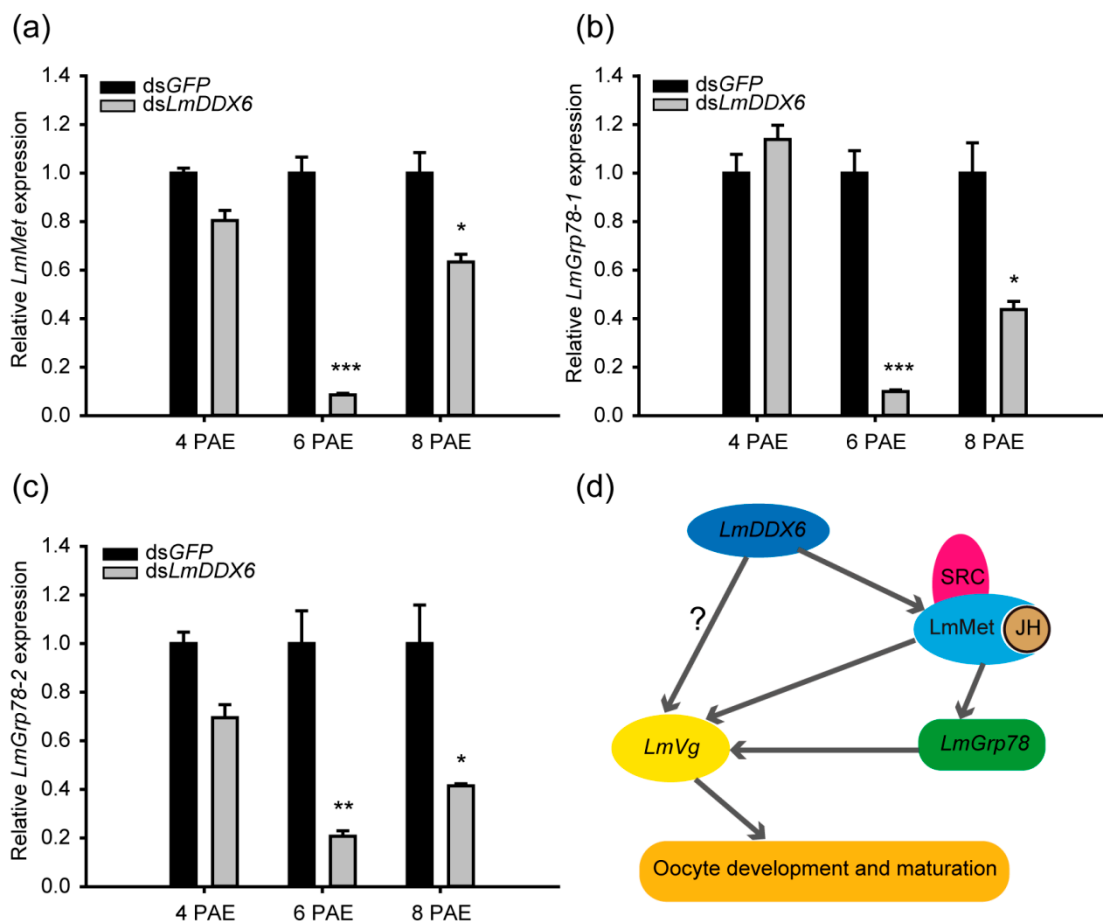 (a)
Relative LmMet expression
1.4
1.2
1.0
0.8
0.6
0.4
0.2
0.0
dsGFP
dsLmDDX6
***
*
4 PAE 6 PAE 8 PAE
(b)
Relative LmGrp78-1 expression
1.4
1.2
1.0
0.8
0.6
0.4
0.2
0.0
dsGFP
dsLmDDX6
***
*
4 PAE 6 PAE 8 PAE
(c)
Relative LmGrp78-2 expression
1.4
1.2
1.0
0.8
0.6
0.4
0.2
0.0
dsGFP
dsLmDDX6
**
*
4 PAE 6 PAE 8 PAE
(d)
LmDDX6
SRC
LmMet JH
?
LmVg
LmGrp78
Oocyte development and maturation